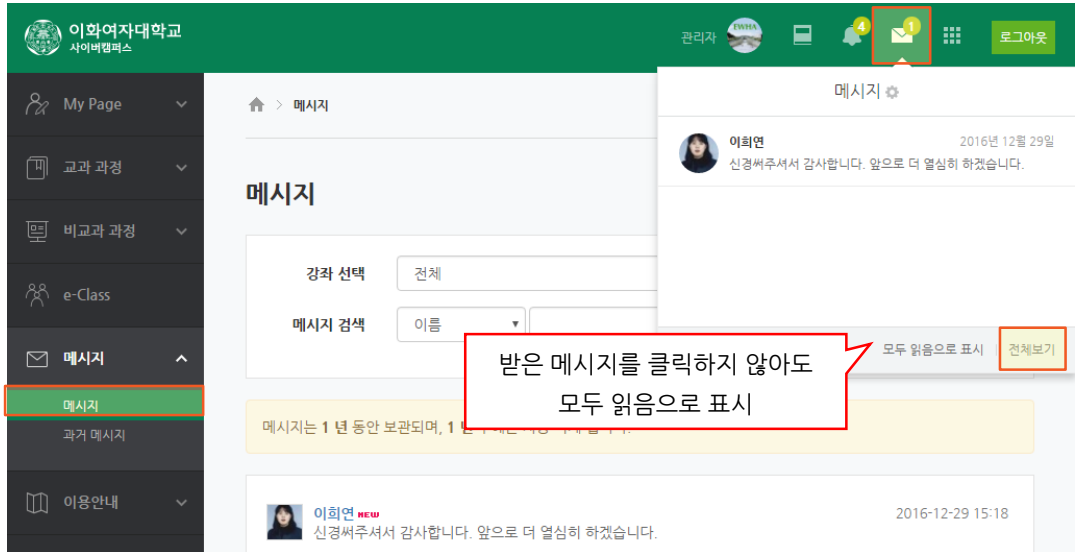 이화여자대학교
사이버캠퍼스
관리자
EWHA
4
1
로그아웃
My Page
교과 과정
비교과 과정
e-Class
메시지
메시지
과거 메시지
이용안내
> 메시지
메시지
강좌 선택
전체
메시지 검색
이름
메시지는 1 년 동안 보관되며, 1
이희연 NEW
2016-12-29 15:18
신경써주셔서 감사합니다. 앞으로 더 열심히 하겠습니다.
메시지
이희연
2016년 12월 29일
신경써주셔서 감사합니다. 앞으로 더 열심히 하겠습니다.
모두 읽음으로 표시 | 전체보기
받은 메시지를 클릭하지 않아도
모두 읽음으로 표시